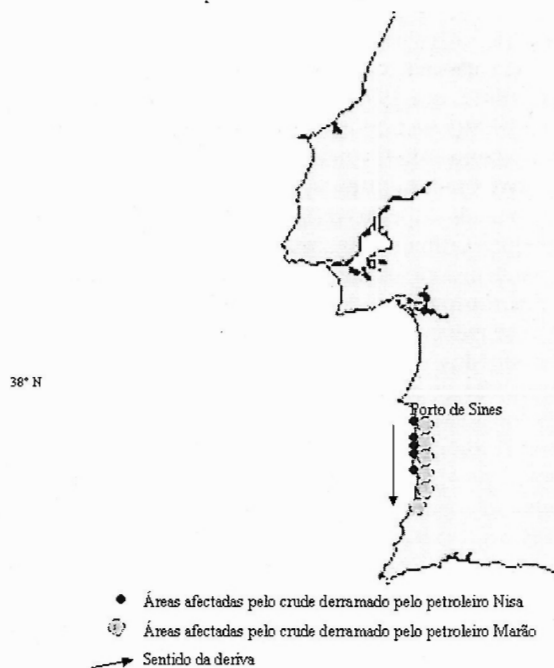 38° N
Porto de Sines
Áreas afectadas pelo crude derramado pelo petroleiro Nisa
Áreas afectadas pelo crude derramado pelo petroleiro Marão
Sentido da deriva